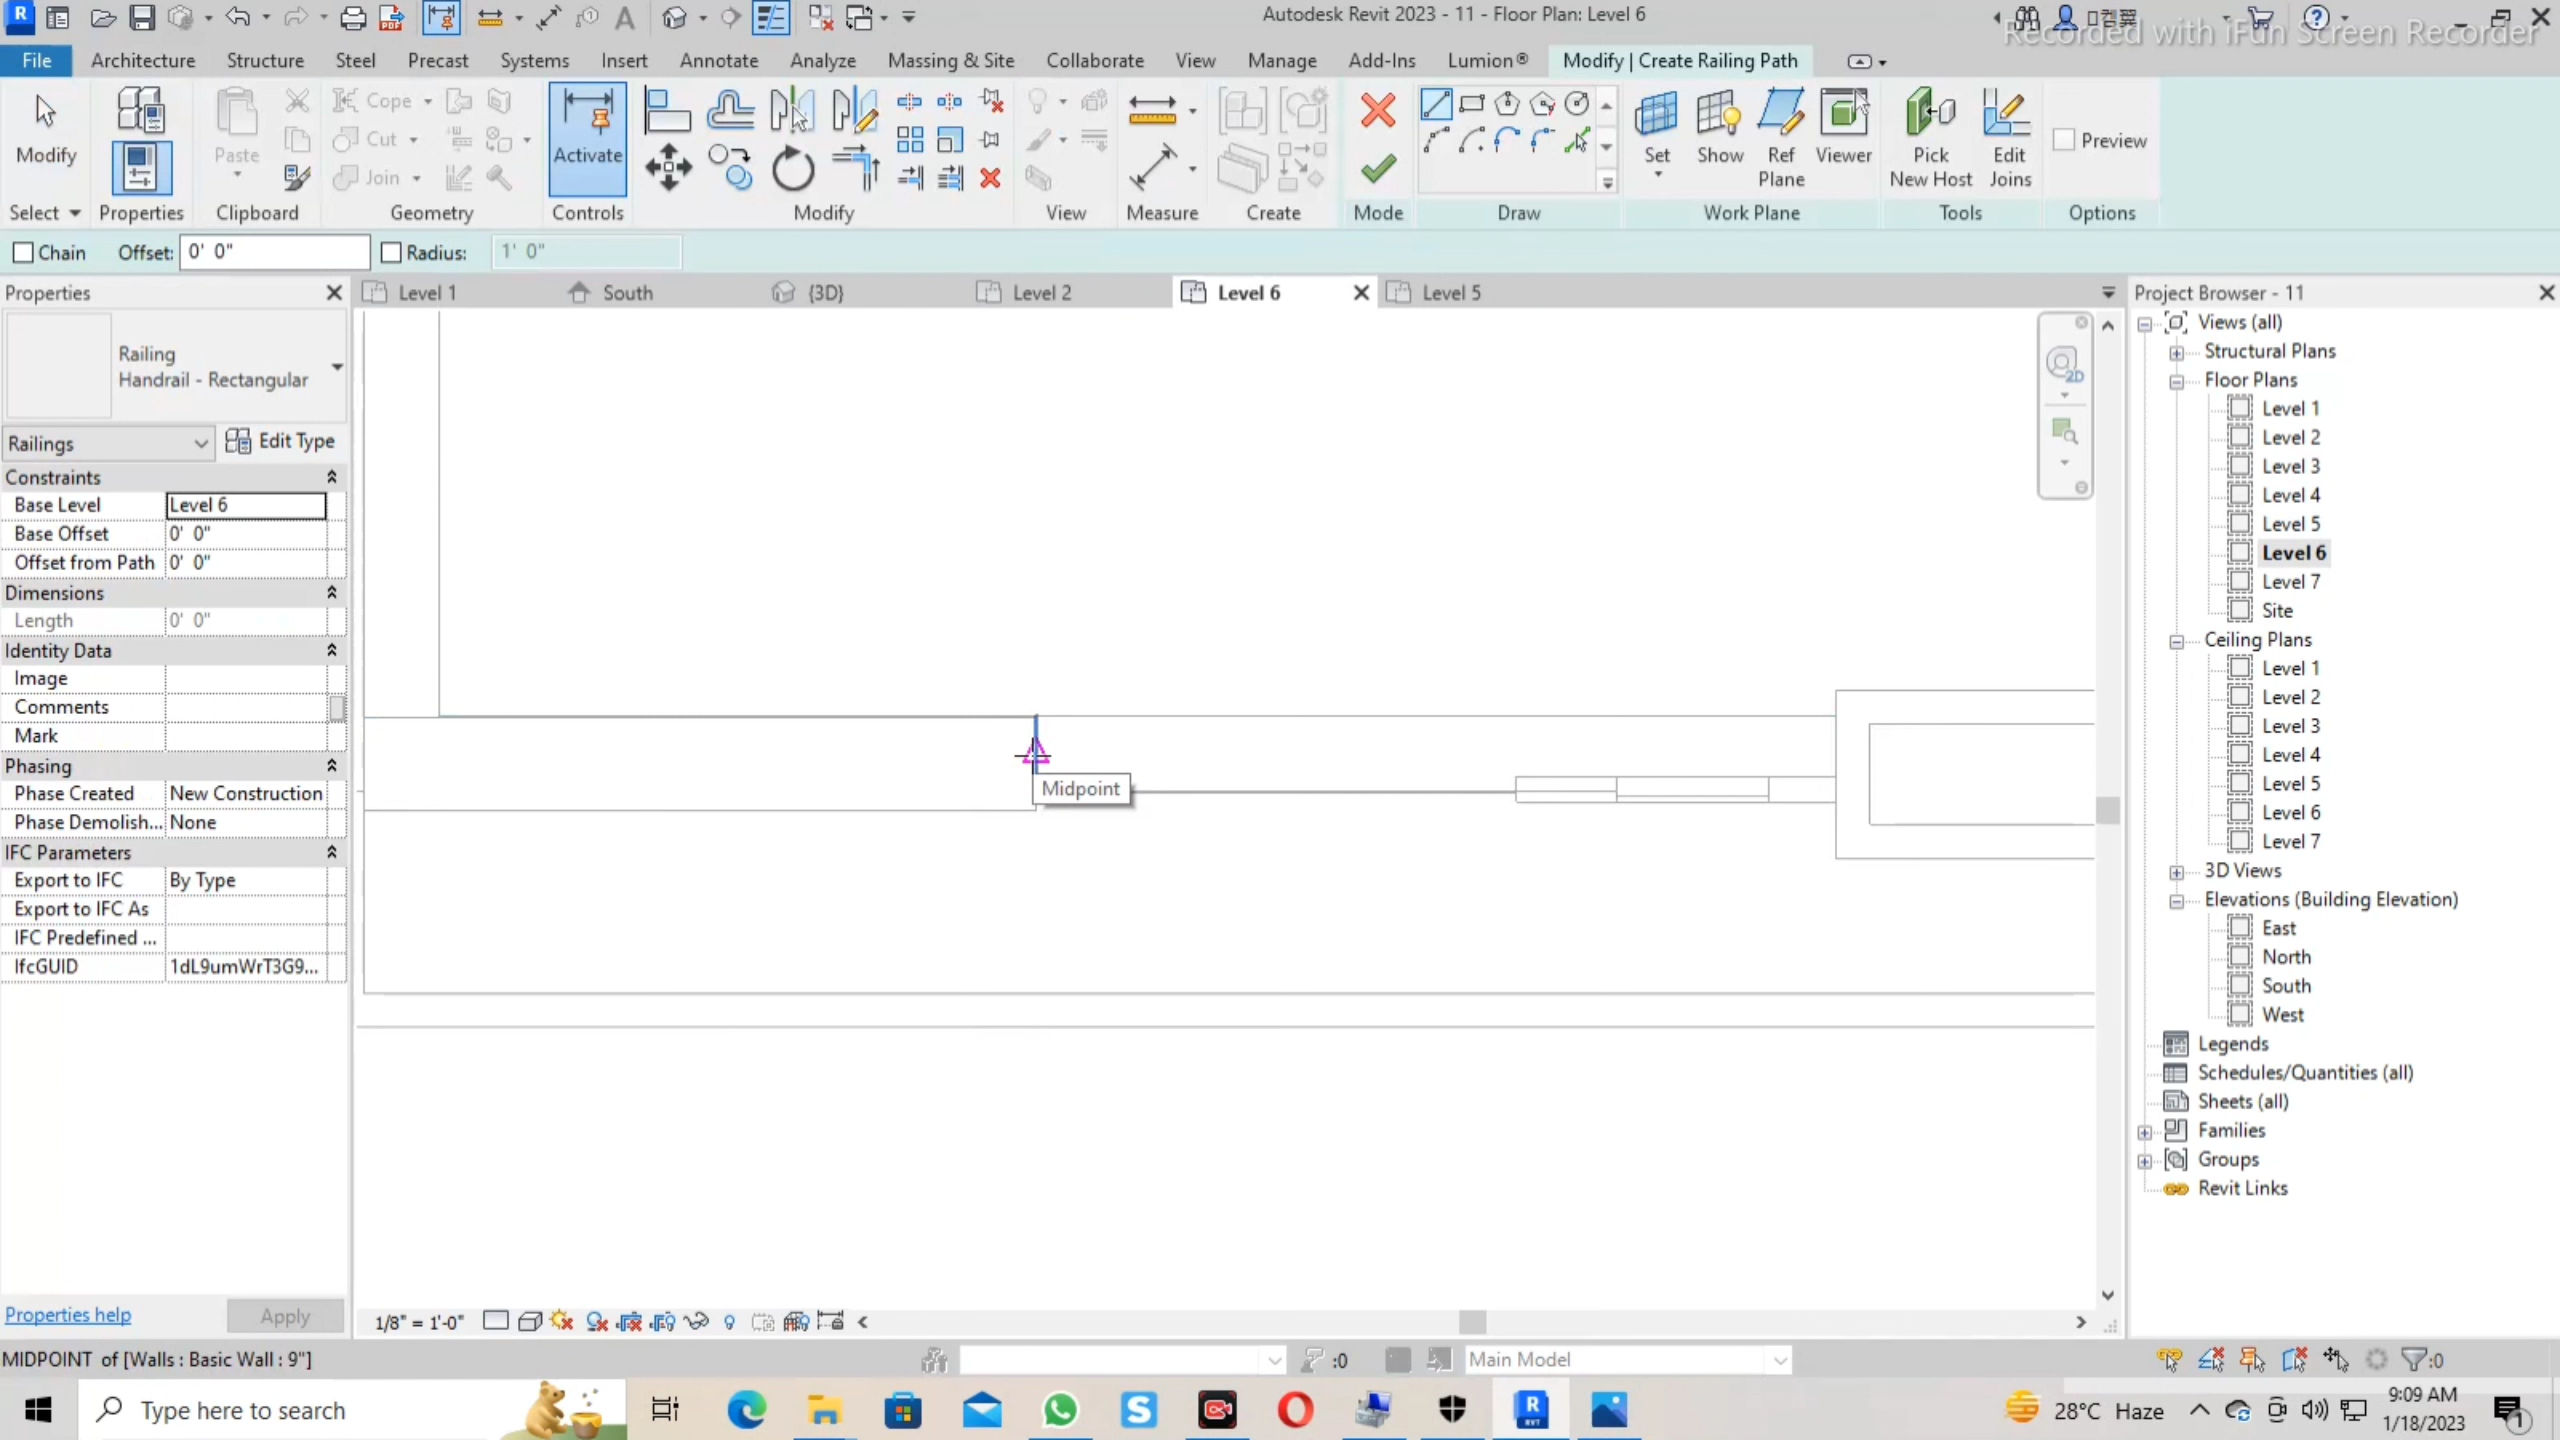 Autodesk Revit 2023 - 11 - Floor Plan: Level 6
Recorded with iFun Screen Recorder
File Architecture Structure Steel Precast Systems Insert Annotate Analyze Massing & Site Collaborate View Manage Add-Ins Lumion® Modify | Create Railing Path
Modify
Paste
Cope
Cut
Join
Activate
Set
Show
Ref
Plane
Viewer
Pick
New Host
Edit
Joins
Preview
Select Properties Clipboard Geometry Controls Modify View Measure Create Mode Draw Work Plane Tools Options
Chain Offset: 0' 0" Radius: 1' 0"
Properties
Level 1 South {3D} Level 2 Level 6 Level 5
Project Browser - 11
Railing
Handrail - Rectangular
Railings Edit Type
Constraints
Base Level Level 6
Base Offset 0' 0"
Offset from Path 0' 0"
Dimensions
Length 0' 0"
Identity Data
Image
Comments
Mark
Phasing
Phase Created New Construction
Phase Demolish... None
IFC Parameters
Export to IFC By Type
Export to IFC As
IFC Predefined ...
IfcGUID 1dL9umWrT3G9...
Properties help Apply
2D
Midpoint
Views (all)
Structural Plans
Floor Plans
Level 1
Level 2
Level 3
Level 4
Level 5
Level 6
Level 7
Site
Ceiling Plans
Level 1
Level 2
Level 3
Level 4
Level 5
Level 6
Level 7
3D Views
Elevations (Building Elevation)
East
North
South
West
Legends
Schedules/Quantities (all)
Sheets (all)
Families
Groups
Revit Links
1/8" = 1'-0"
MIDPOINT of [Walls : Basic Wall : 9"]
:0
Main Model
:0
Type here to search
28°C Haze
9:09 AM
1/18/2023
1